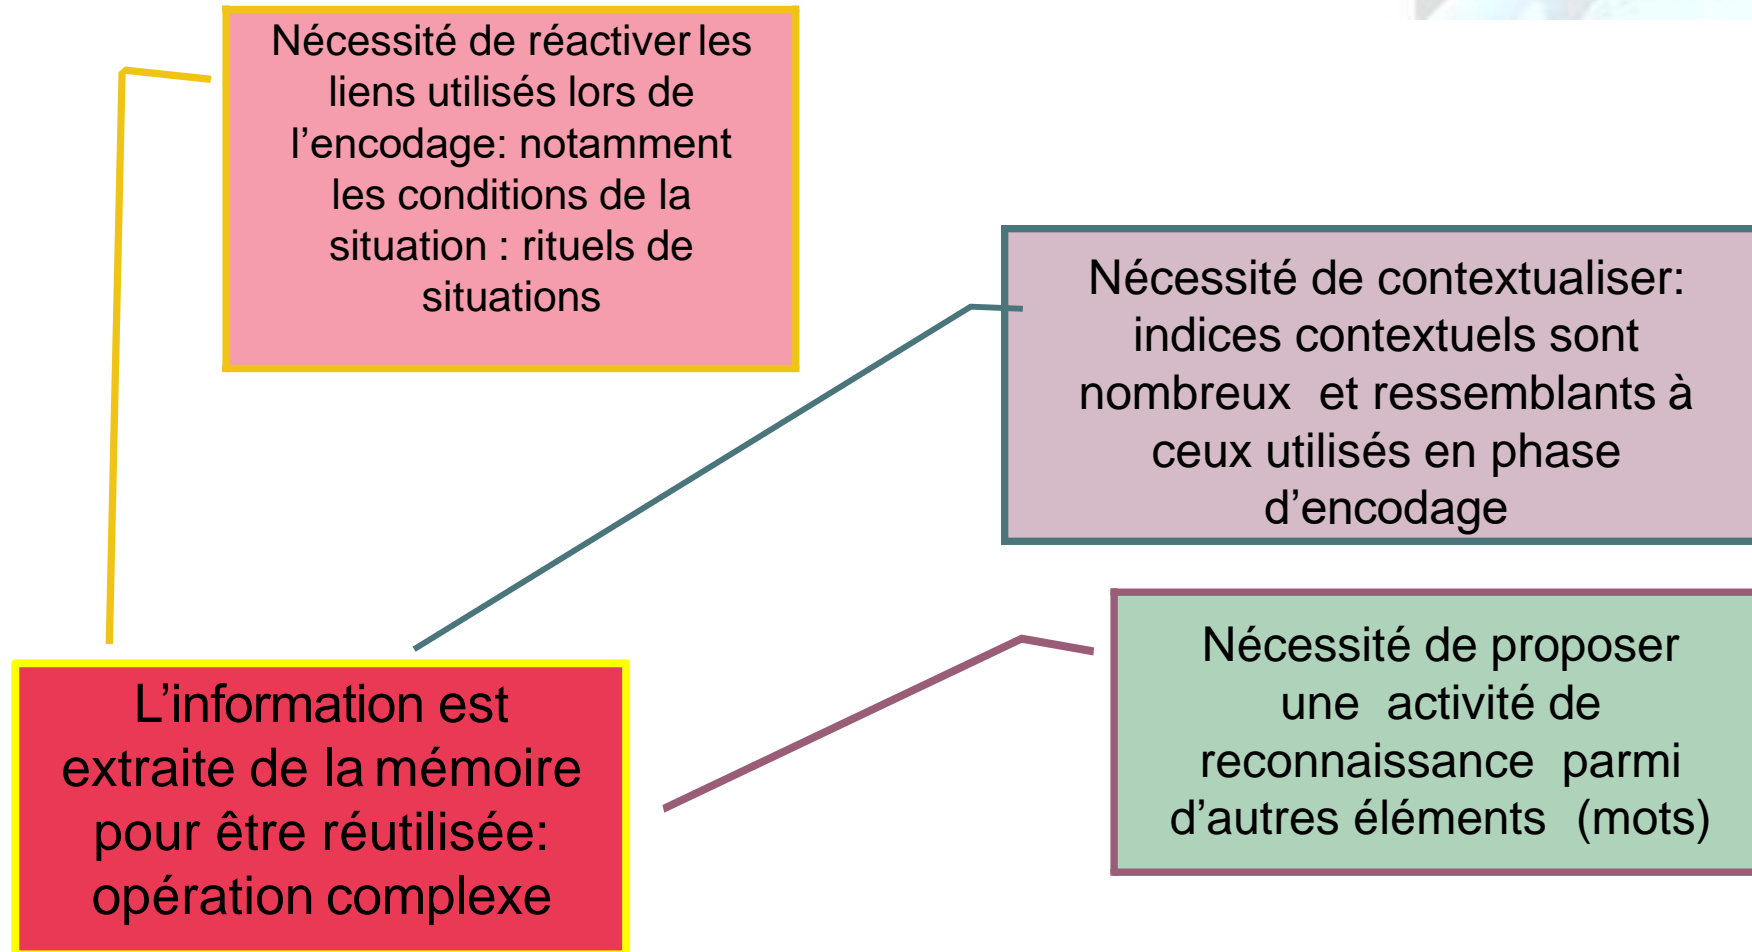 Nécessité de réactiver les
liens utilisés lors de
l’encodage: notamment
les conditions de la
situation : rituels de
situations
Nécessité de contextualiser:
indices contextuels sont
nombreux et ressemblants à
ceux utilisés en phase
d’encodage
Nécessité de proposer
une activité de
reconnaissance parmi
d’autres éléments (mots)
L’information est
extraite de la mémoire
pour être réutilisée:
opération complexe